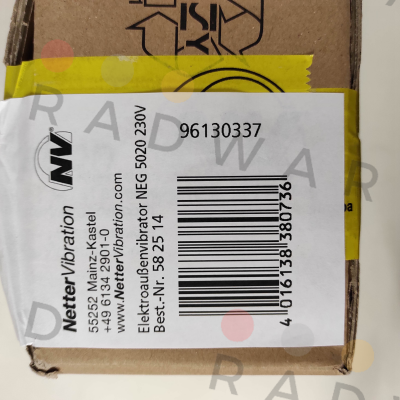 NV
NetterVibration
55252 Mainz-Kastel
+49 6134 2901-0
www.NetterVibration.com
Elektroaußenvibrator NEG 5020 230V
Best.-Nr. 58 25 14
96130337
4 016138 380736
RADWAR
RADWAR